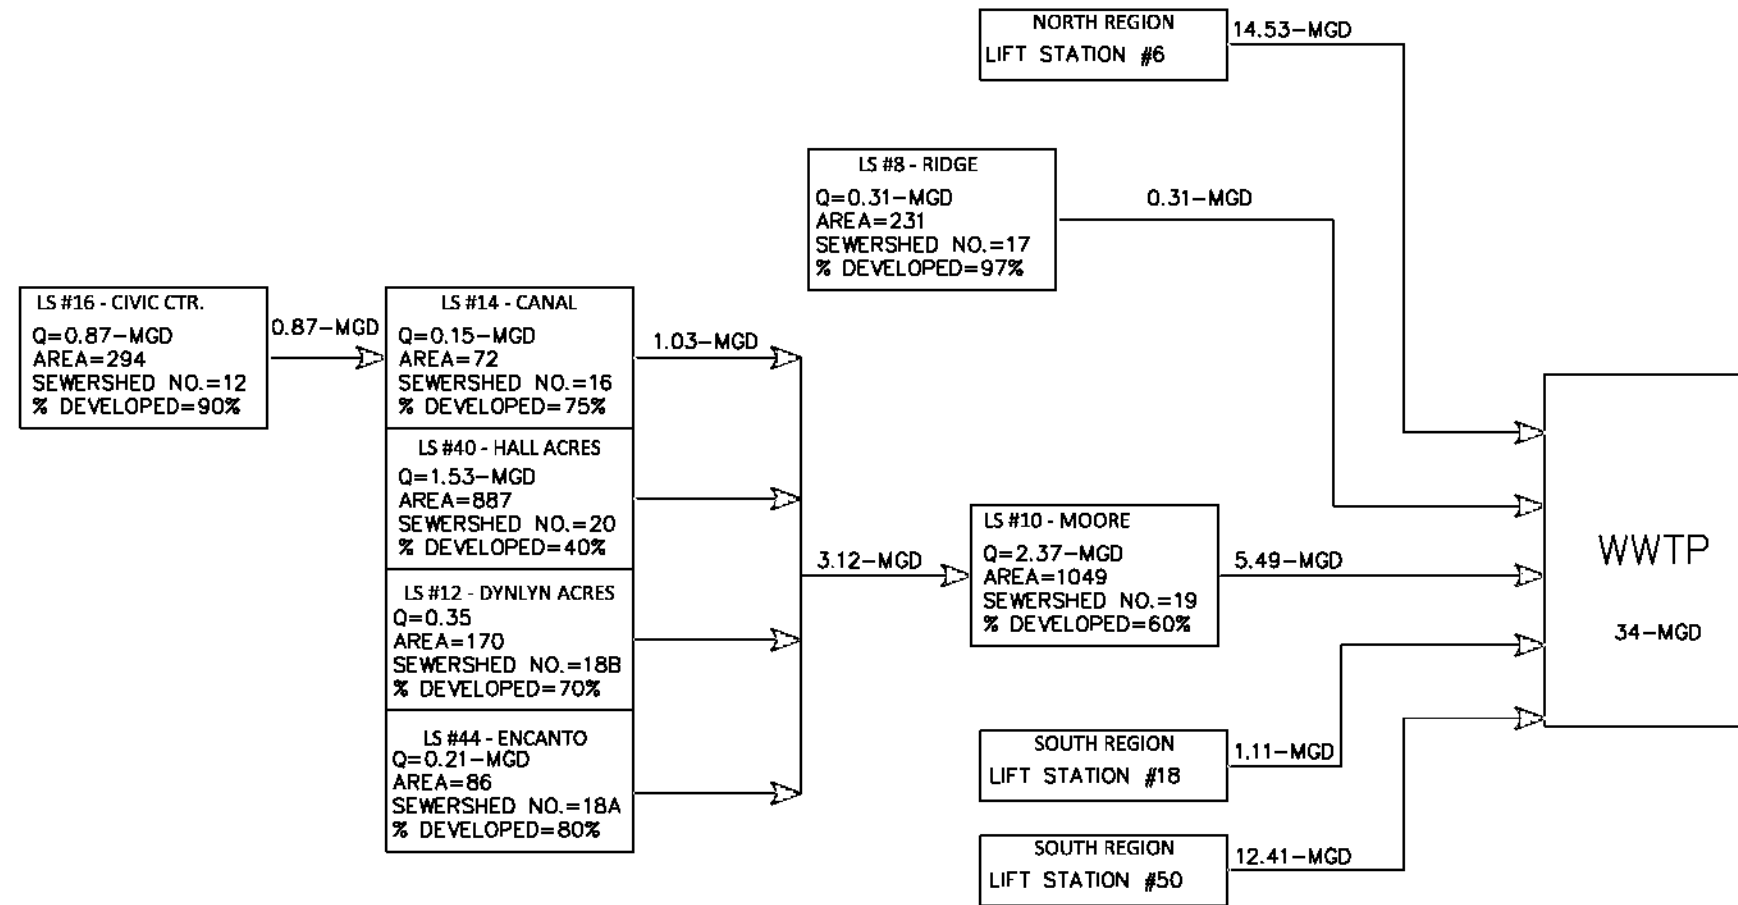 NORTH REGION
LIFT STATION #6
14.53-MGD
LS #8 - RIDGE
Q=0.31-MGD
AREA=231
SEWERSHED NO.=17
% DEVELOPED=97%
0.31-MGD
LS #16 - CIVIC CTR.
Q=0.87-MGD
AREA=294
SEWERSHED NO.=12
% DEVELOPED=90%
0.87-MGD
LS #14 - CANAL
Q=0.15-MGD
AREA=72
SEWERSHED NO.=16
% DEVELOPED=75%
1.03-MGD
LS #40 - HALL ACRES
Q=1.53-MGD
AREA=887
SEWERSHED NO.=20
% DEVELOPED=40%
LS #12 - DYNLYN ACRES
Q=0.35
AREA=170
SEWERSHED NO.=18B
% DEVELOPED=70%
LS #44 - ENCANTO
Q=0.21-MGD
AREA=86
SEWERSHED NO.=18A
% DEVELOPED=80%
3.12-MGD
LS #10 - MOORE
Q=2.37-MGD
AREA=1049
SEWERSHED NO.=19
% DEVELOPED=60%
5.49-MGD
WWTP
34-MGD
SOUTH REGION
LIFT STATION #18
1.11-MGD
SOUTH REGION
LIFT STATION #50
12.41-MGD